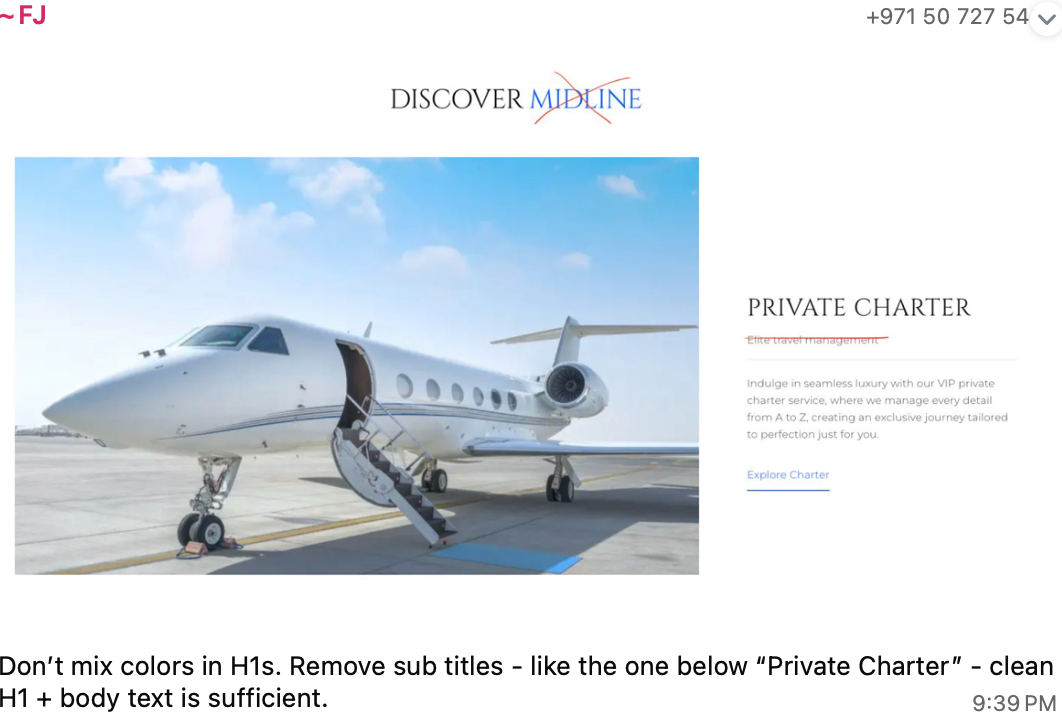 ~FJ
+971 50 727 54
DISCOVER MIDLINE
PRIVATE CHARTER
Elite travel management
Indulge in seamless luxury with our VIP private
charter service, where we manage every detail
from A to Z, creating an exclusive journey tailored
to perfection just for you.
Explore Charter
Don’t mix colors in H1s. Remove sub titles - like the one below “Private Charter” - clean
H1 + body text is sufficient.
9:39 PM